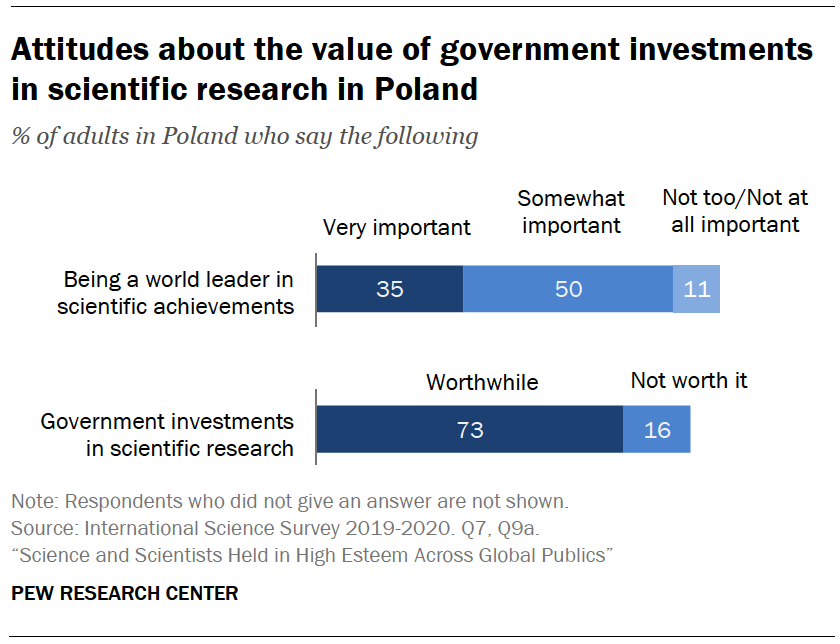 Attitudes about the value of government investments
in scientific research in Poland
% of adults in Poland who say the following
Very important
Somewhat
important
Not too/Not at
all important
Being a world leader in
scientific achievements
35
50
11
Worthwhile
Not worth it
Government investments
in scientific research
73
16
Note: Respondents who did not give an answer are not shown.
Source: International Science Survey 2019-2020. Q7, Q9a.
“Science and Scientists Held in High Esteem Across Global Publics”
PEW RESEARCH CENTER